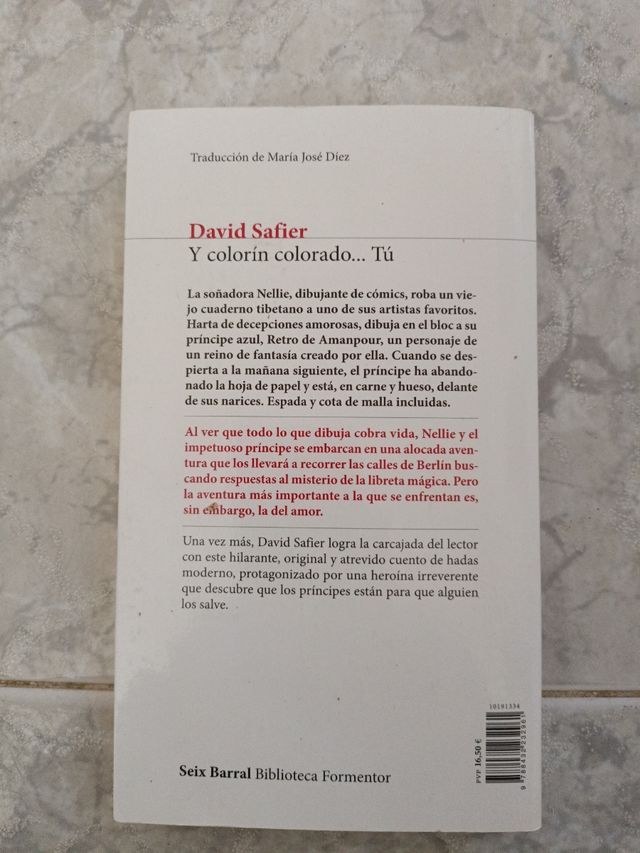 Traducción de María José Díez
David Safier
Y colorín colorado... Tú
La soñadora Nellie, dibujante de cómics, roba un vie-
jo cuaderno tibetano a uno de sus artistas favoritos.
Harta de decepciones amorosas, dibuja en el bloc a su
príncipe azul, Retro de Amanpour, un personaje de
un reino de fantasía creado por ella. Cuando se des-
pierta a la mañana siguiente, el príncipe ha abando-
nado la hoja de papel y está, en carne y hueso, delante
de sus narices. Espada y cota de malla incluidas.
Al ver que todo lo que dibuja cobra vida, Nellie y el
impetuoso príncipe se embarcan en una alocada aven-
tura que los llevará a recorrer las calles de Berlín bus-
cando respuestas al misterio de la libreta mágica. Pero
la aventura más importante a la que se enfrentan es,
sin embargo, la del amor.
Una vez más, David Safier logra la carcajada del lector
con este hilarante, original y atrevido cuento de hadas
moderno, protagonizado por una heroína irreverente
que descubre que los príncipes están para que alguien
los salve.
Seix Barral Biblioteca Formentor
10191334
PVP 16,50 €
9 788432 232961